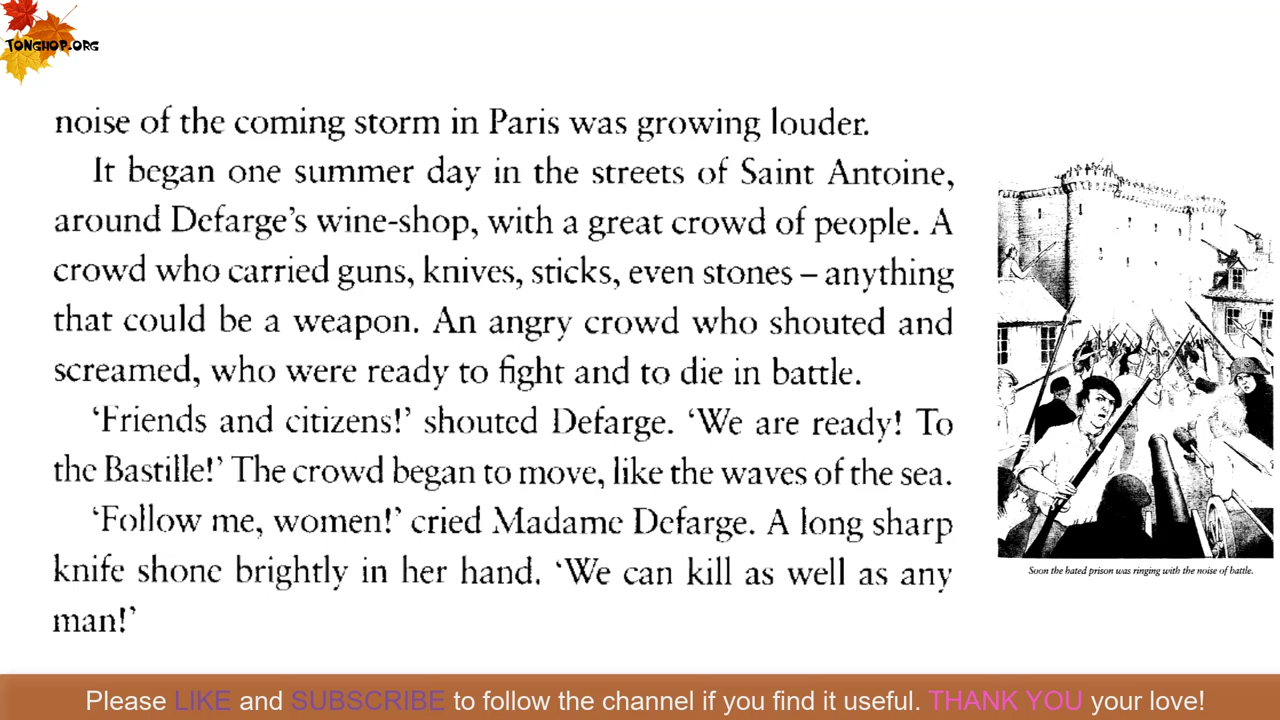 TONGHOP.ORG
noise of the coming storm in Paris was growing louder.
It began one summer day in the streets of Saint Antoine,
around Defarge's wine-shop, with a great crowd of people. A
crowd who carried guns, knives, sticks, even stones – anything
that could be a weapon. An angry crowd who shouted and
screamed, who were ready to fight and to die in battle.
‘Friends and citizens!’ shouted Defarge. ‘We are ready! To
the Bastille!’ The crowd began to move, like the waves of the sea.
‘Follow me, women!’ cried Madame Defarge. A long sharp
knife shone brightly in her hand. ‘We can kill as well as any
man!’
Soon the hated prison was ringing with the noise of battle.
Please LIKE and SUBSCRIBE to follow the channel if you find it useful. THANK YOU your love!